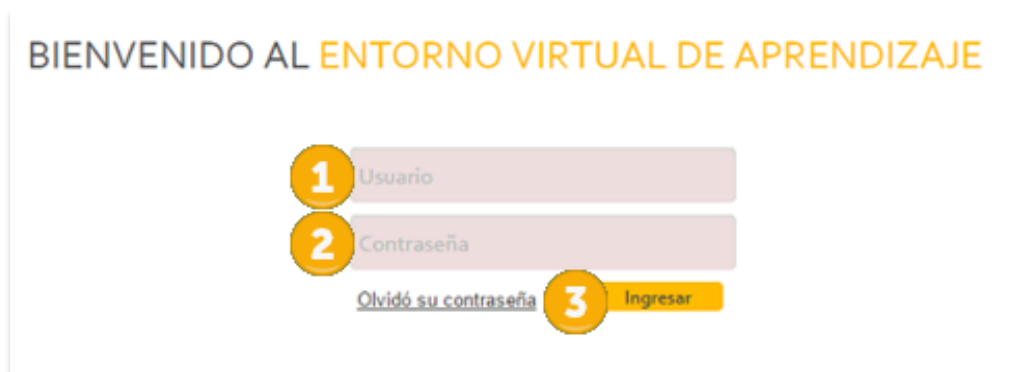 BIENVENIDO AL ENTORNO VIRTUAL DE APRENDIZAJE
1 Usuario
2 Contraseña
Olvidó su contraseña 3 Ingresar